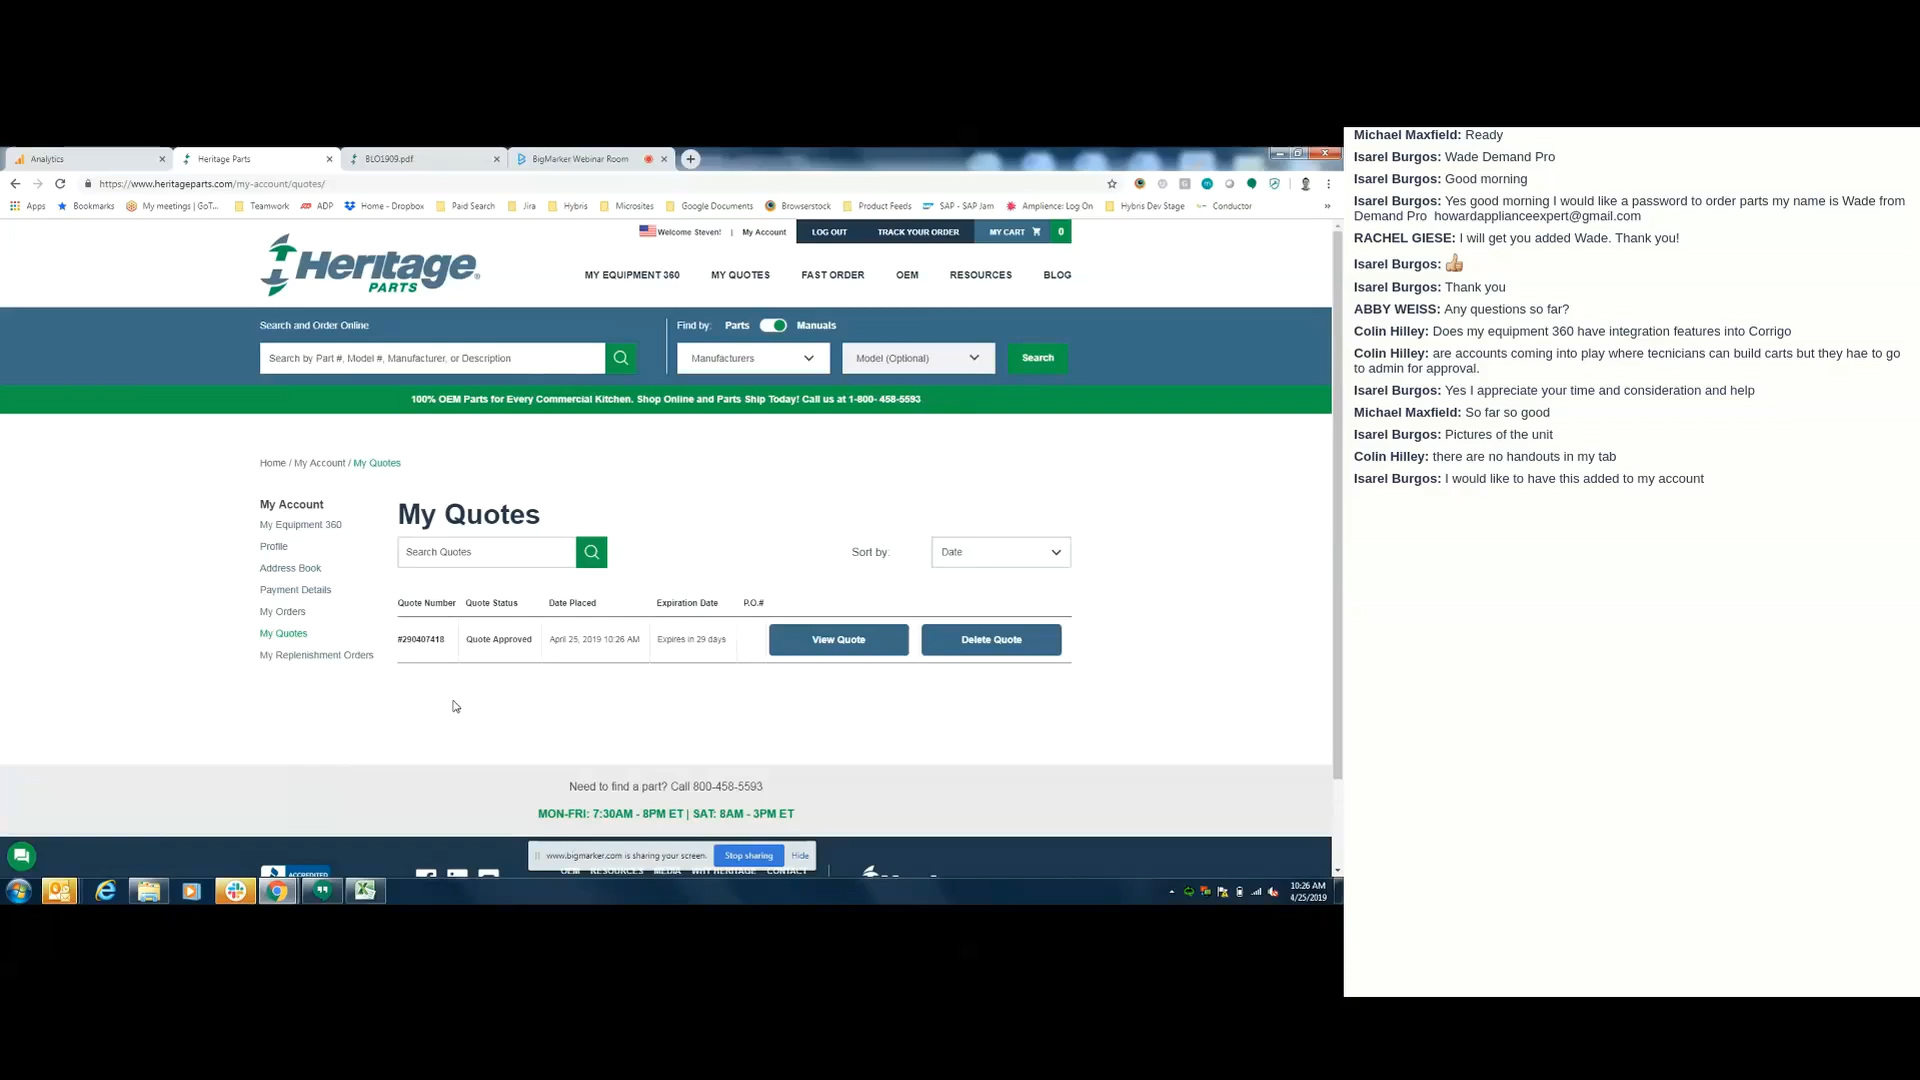 Analytics
Heritage Parts
BLO1909.pdf
BigMarker Webinar Room
https://www.heritageparts.com/my-account/quotes/
Apps
Bookmarks
My meetings | GoT...
Teamwork
ADP
Home - Dropbox
Paid Search
Jira
Hybris
Microsites
Google Documents
Browserstock
Product Feeds
SAP - SAP Jam
Amplience: Log On
Hybris Dev Stage
Conductor
Welcome Steven! | My Account
LOG OUT
TRACK YOUR ORDER
MY CART 0
Heritage
PARTS
MY EQUIPMENT 360
MY QUOTES
FAST ORDER
OEM
RESOURCES
BLOG
Search and Order Online
Find by: Parts Manuals
Search by Part #, Model #, Manufacturer, or Description
Manufacturers
Model (Optional)
Search
100% OEM Parts for Every Commercial Kitchen. Shop Online and Parts Ship Today! Call us at 1-800- 458-5593
Home / My Account / My Quotes
My Account
My Equipment 360
Profile
Address Book
Payment Details
My Orders
My Quotes
My Replenishment Orders
My Quotes
Search Quotes
Sort by:
Date
Quote Number Quote Status Date Placed Expiration Date P.O.#
#290407418 Quote Approved April 25, 2019 10:26 AM Expires in 29 days View Quote Delete Quote
Need to find a part? Call 800-458-5593
MON-FRI: 7:30AM - 8PM ET | SAT: 8AM - 3PM ET
ACCREDITED
www.bigmarker.com is sharing your screen.
Stop sharing
Hide
OEM RESOURCES MEDIA WHY HERITAGE CONTACT
10:26 AM
4/25/2019
Michael Maxfield: Ready
Isarel Burgos: Wade Demand Pro
Isarel Burgos: Good morning
Isarel Burgos: Yes good morning I would like a password to order parts my name is Wade from
Demand Pro howardapplianceexpert@gmail.com
RACHEL GIESE: I will get you added Wade. Thank you!
Isarel Burgos: 👍
Isarel Burgos: Thank you
ABBY WEISS: Any questions so far?
Colin Hilley: Does my equipment 360 have integration features into Corrigo
Colin Hilley: are accounts coming into play where tecnicians can build carts but they hae to go
to admin for approval.
Isarel Burgos: Yes I appreciate your time and consideration and help
Michael Maxfield: So far so good
Isarel Burgos: Pictures of the unit
Colin Hilley: there are no handouts in my tab
Isarel Burgos: I would like to have this added to my account